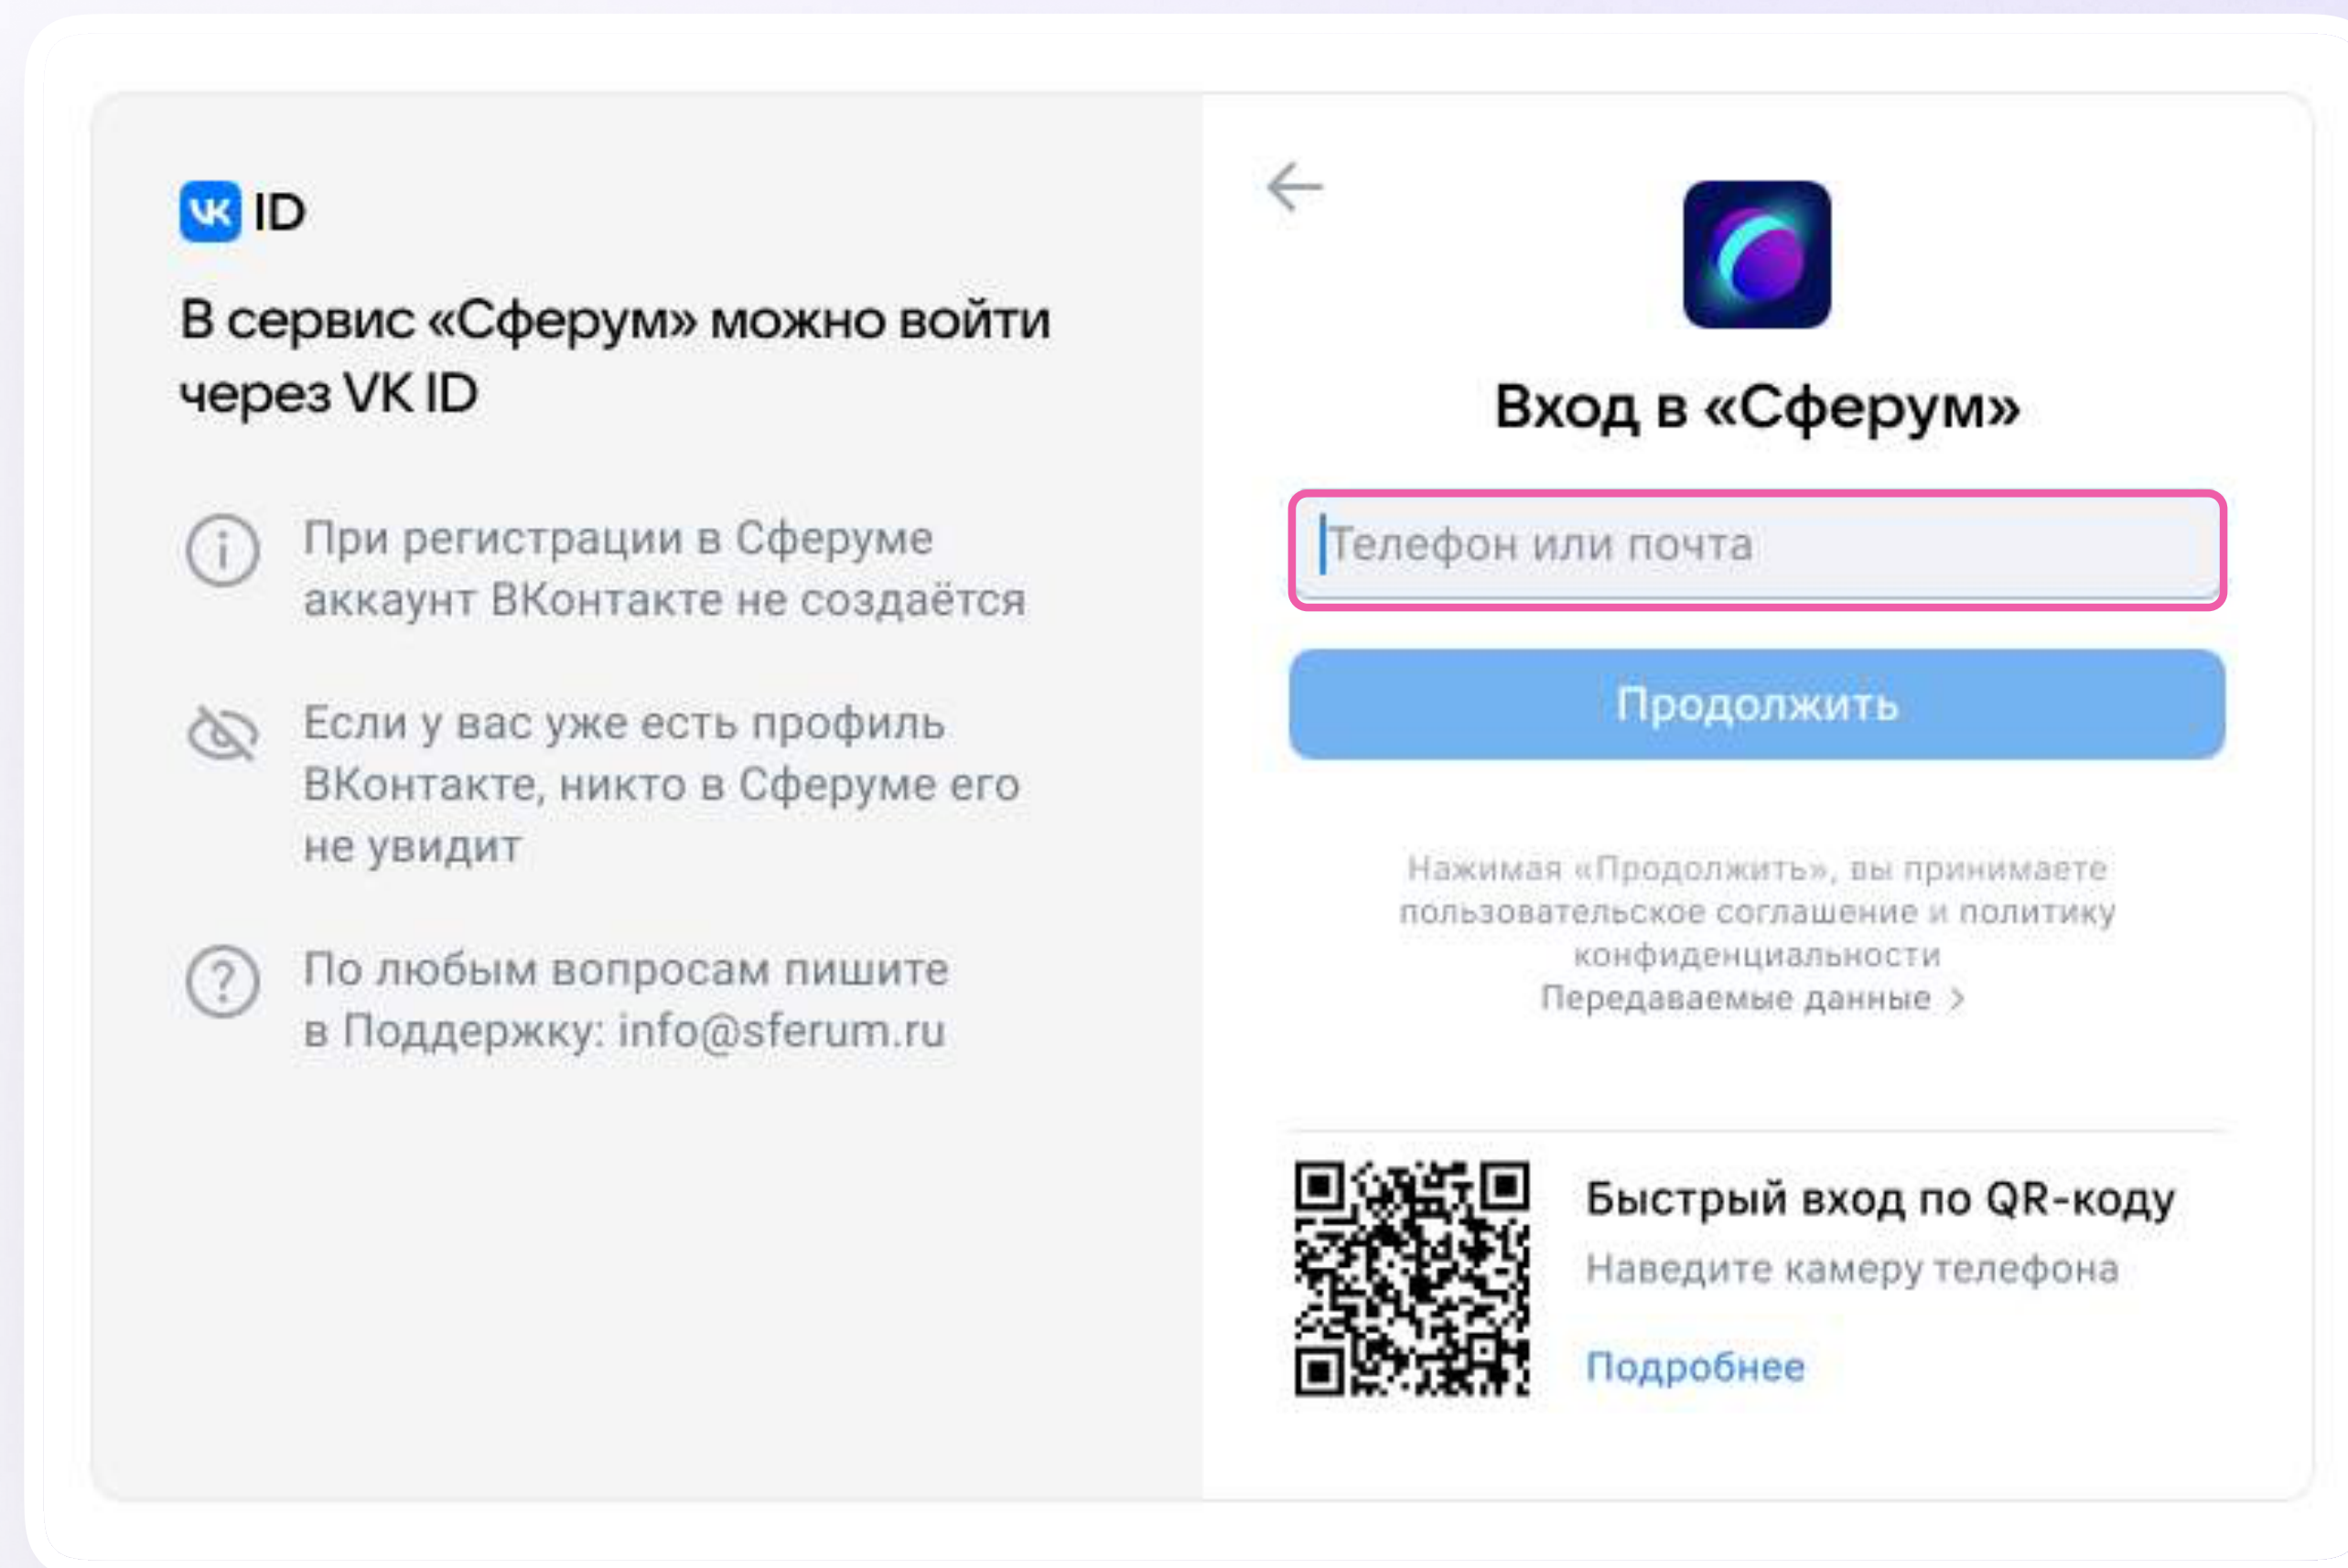 VK ID
В сервис «Сферум» можно войти
через VK ID
При регистрации в Сферуме
аккаунт ВКонтакте не создаётся
Если у вас уже есть профиль
ВКонтакте, никто в Сферуме его
не увидит
По любым вопросам пишите
в Поддержку: info@sferum.ru
Вход в «Сферум»
Телефон или почта
Продолжить
Нажимая «Продолжить», вы принимаете
пользовательское соглашение и политику
конфиденциальности
Передаваемые данные >
Быстрый вход по QR-коду
Наведите камеру телефона
Подробнее